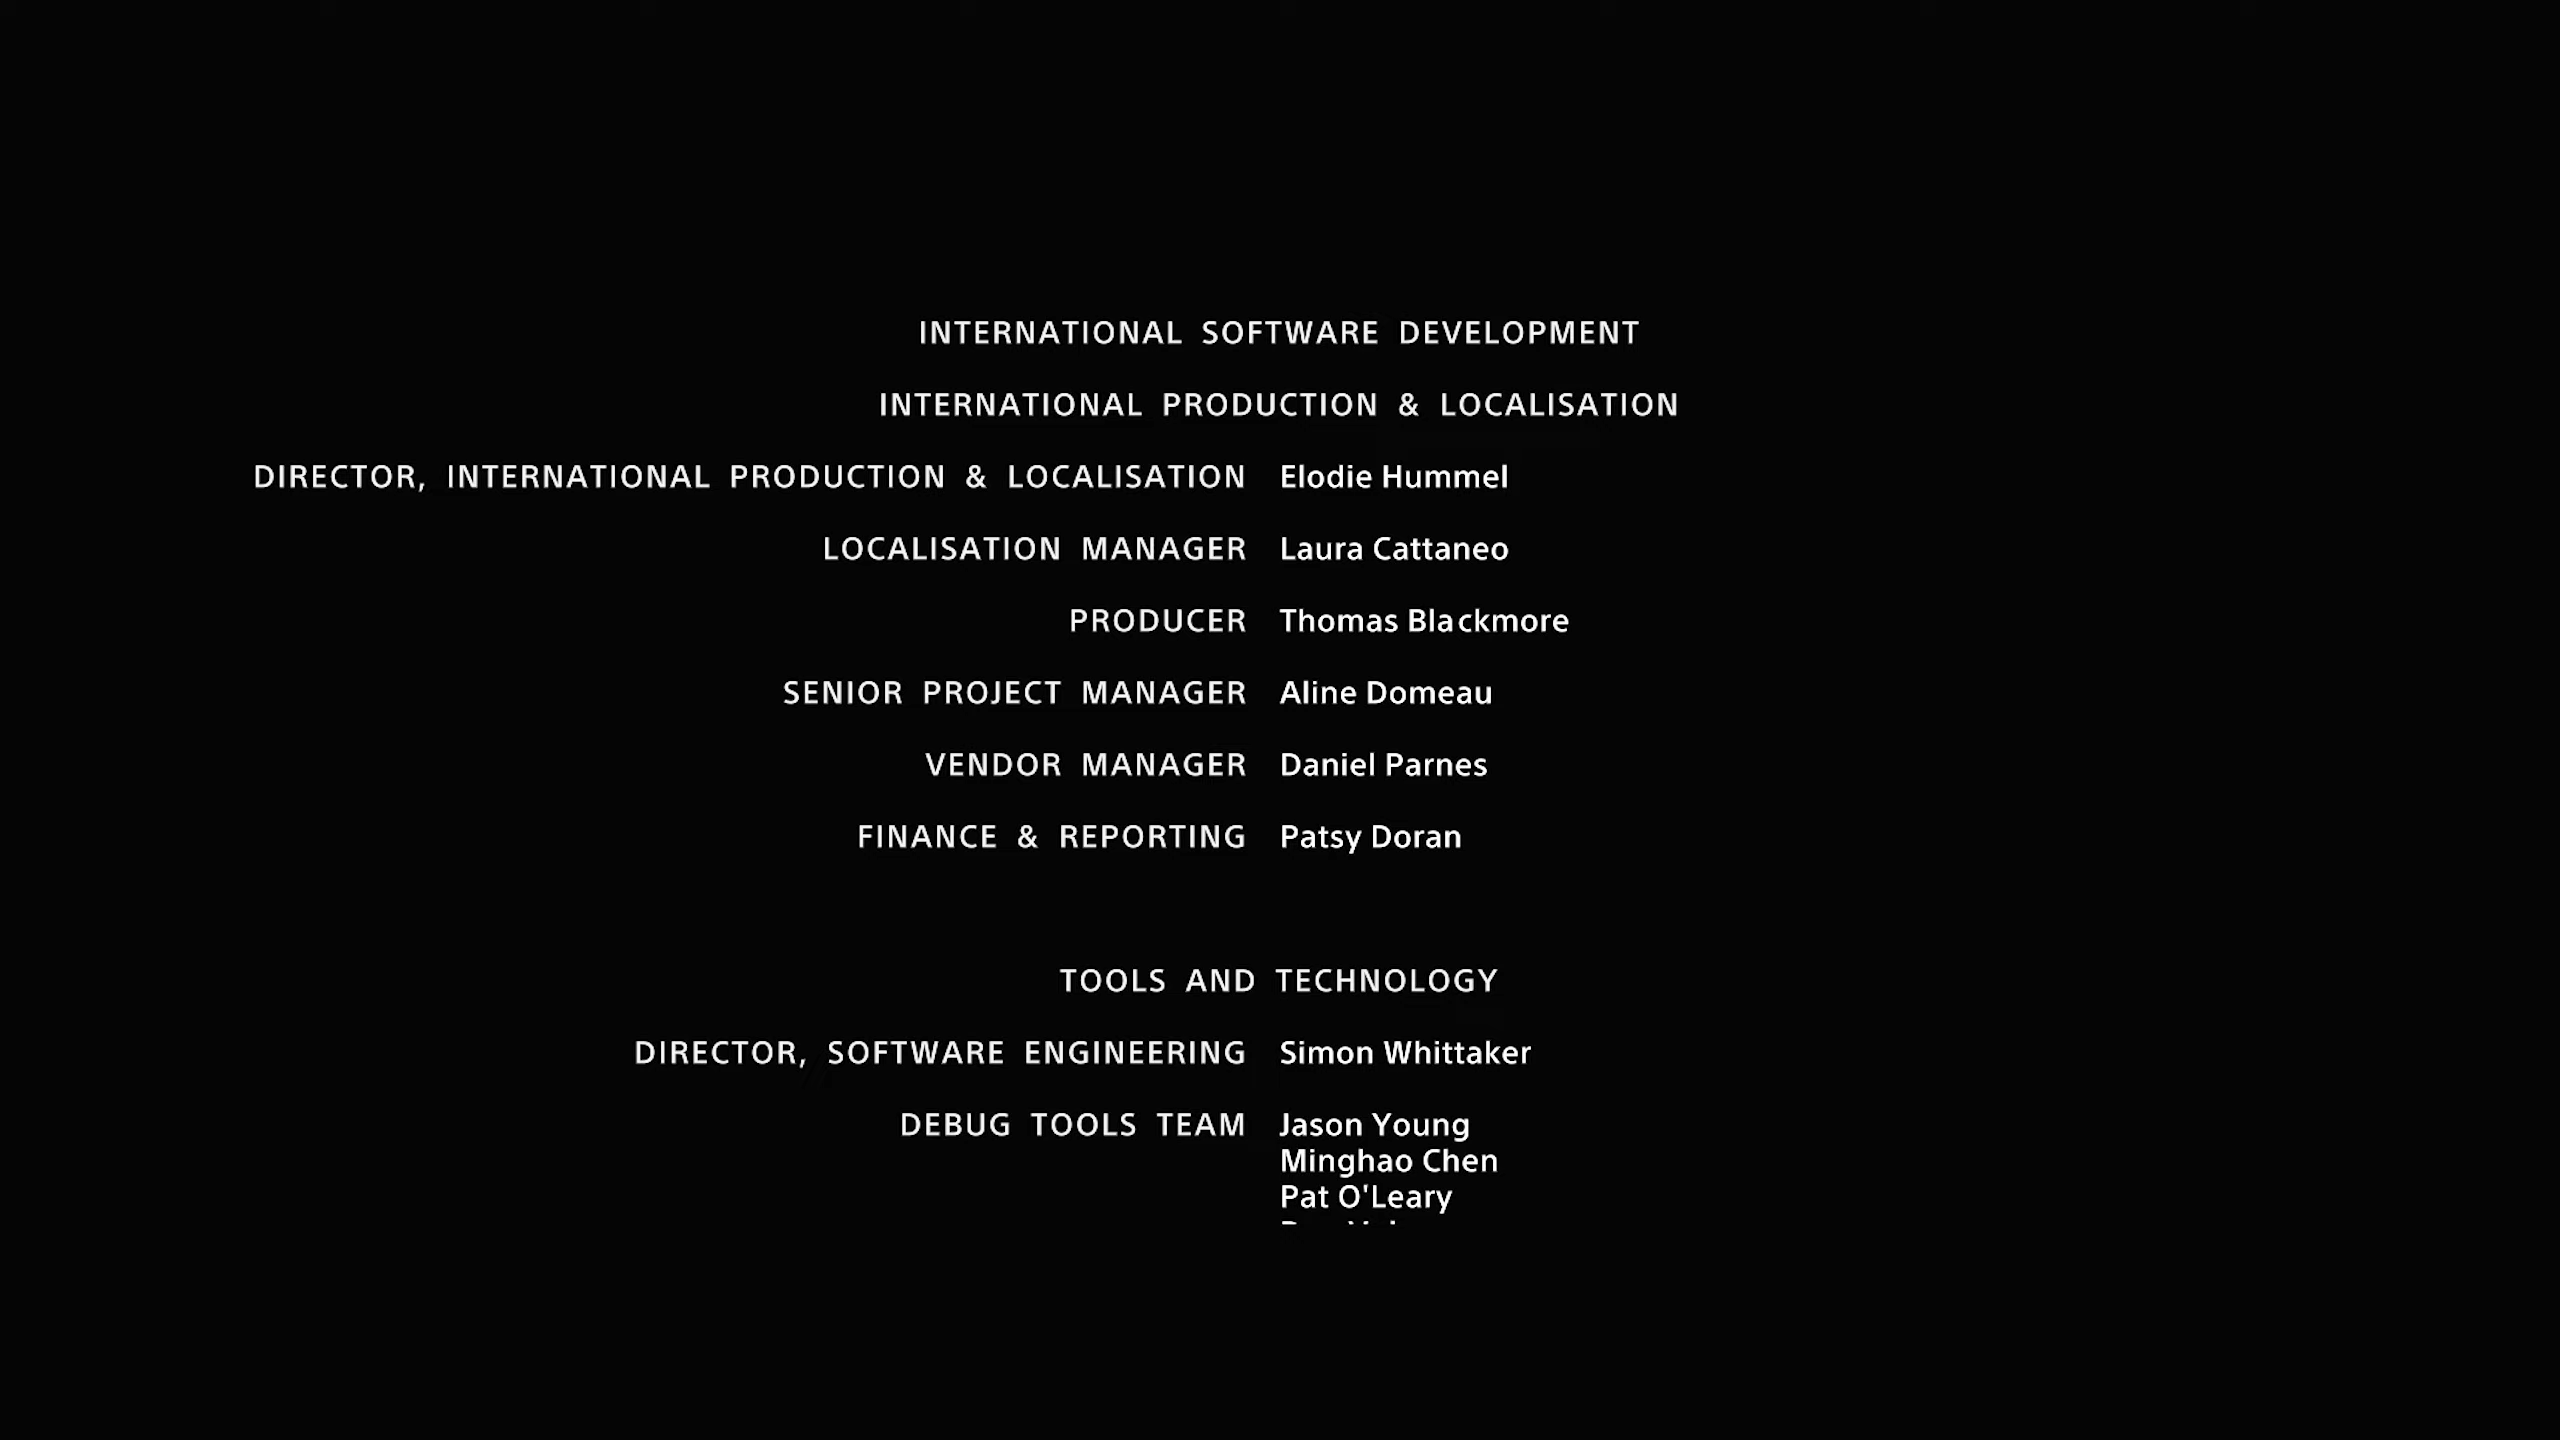 INTERNATIONAL SOFTWARE DEVELOPMENT
INTERNATIONAL PRODUCTION & LOCALISATION
DIRECTOR, INTERNATIONAL PRODUCTION & LOCALISATION Elodie Hummel
LOCALISATION MANAGER Laura Cattaneo
PRODUCER Thomas Blackmore
SENIOR PROJECT MANAGER Aline Domeau
VENDOR MANAGER Daniel Parnes
FINANCE & REPORTING Patsy Doran
TOOLS AND TECHNOLOGY
DIRECTOR, SOFTWARE ENGINEERING Simon Whittaker
DEBUG TOOLS TEAM Jason Young
Minghao Chen
Pat O'Leary